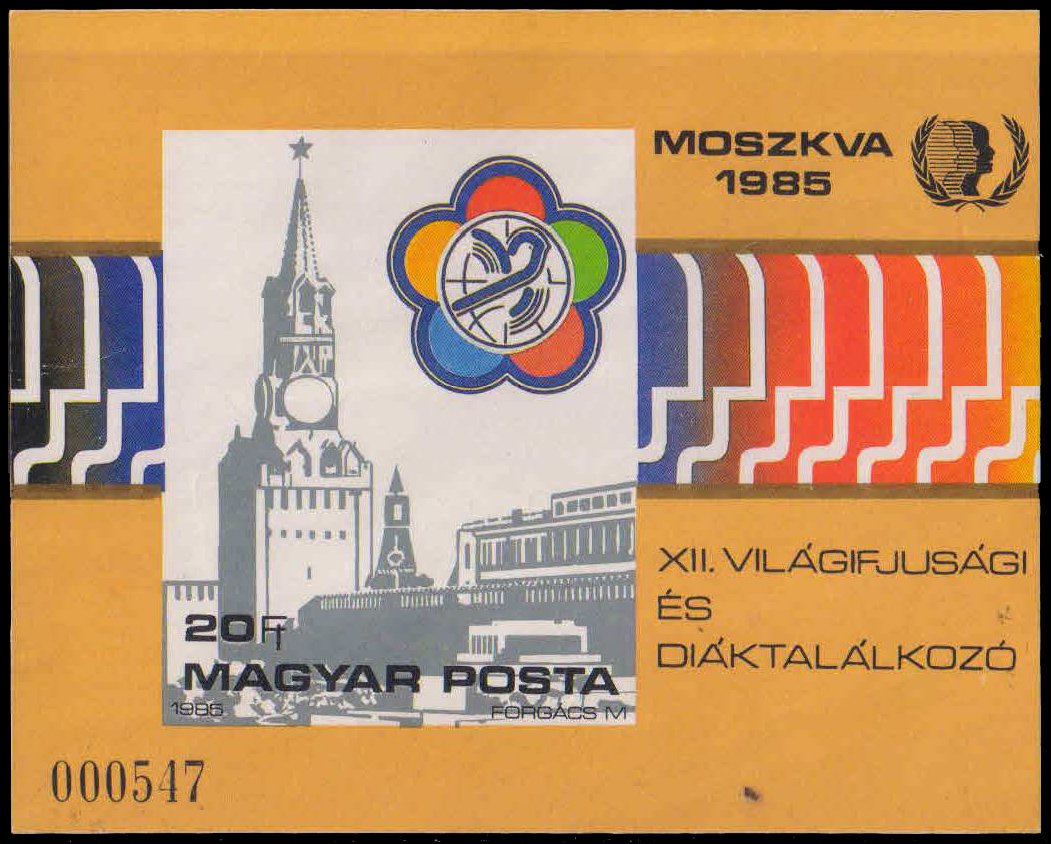 MOSZKVA
1985
XII. VILÁGIFJUSÁGI
ÉS
DIÁKTALÁLKOZÓ
20Ft
MAGYAR POSTA
1985 FORGÁCS M
000547